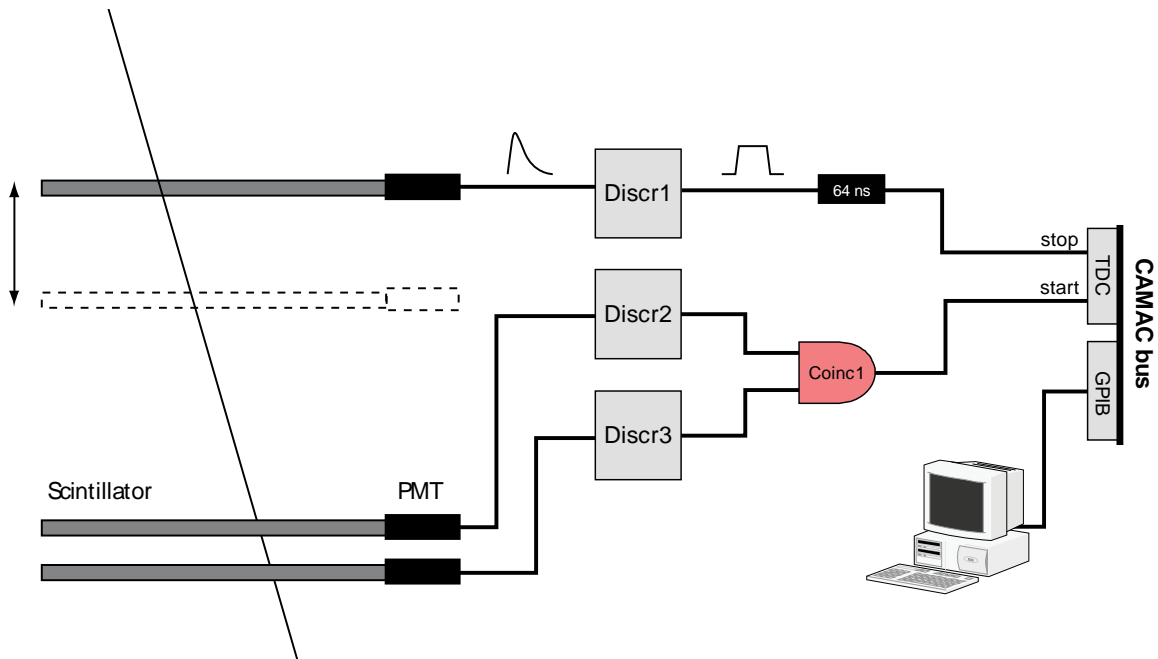 Discr1
64 ns
stop
TDC
CAMAC bus
start
Discr2
Coinc1
GPIB
Discr3
Scintillator
PMT